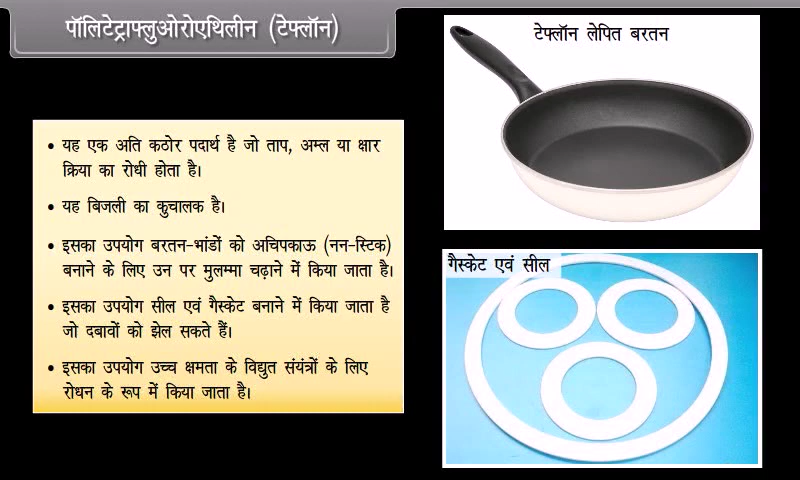 पॉलिटेट्राफ्लुओरोएथिलीन (टेफ्लॉन)
टेफ्लॉन लेपित बरतन
• यह एक अति कठोर पदार्थ है जो ताप, अम्ल या क्षार
क्रिया का रोधी होता है।
• यह बिजली का कुचालक है।
• इसका उपयोग बरतन-भांडों को अचिपकाऊ (नन-स्टिक)
बनाने के लिए उन पर मुलम्मा चढ़ाने में किया जाता है।
• इसका उपयोग सील एवं गैस्केट बनाने में किया जाता है
जो दबावों को झेल सकते हैं।
• इसका उपयोग उच्च क्षमता के विद्युत संयंत्रों के लिए
रोधन के रूप में किया जाता है।
गैस्केट एवं सील